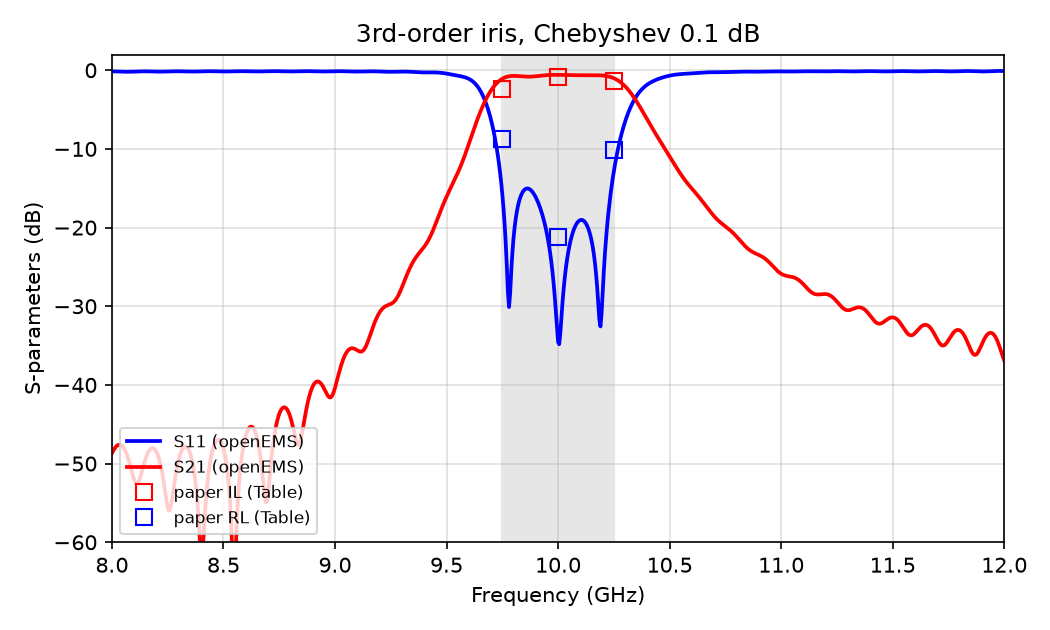 3rd-order iris, Chebyshev 0.1 dB
S-parameters (dB)
0
−10
−20
−30
−40
−50
−60
S11 (openEMS)
S21 (openEMS)
paper IL (Table)
paper RL (Table)
8.0 8.5 9.0 9.5 10.0 10.5 11.0 11.5 12.0
Frequency (GHz)